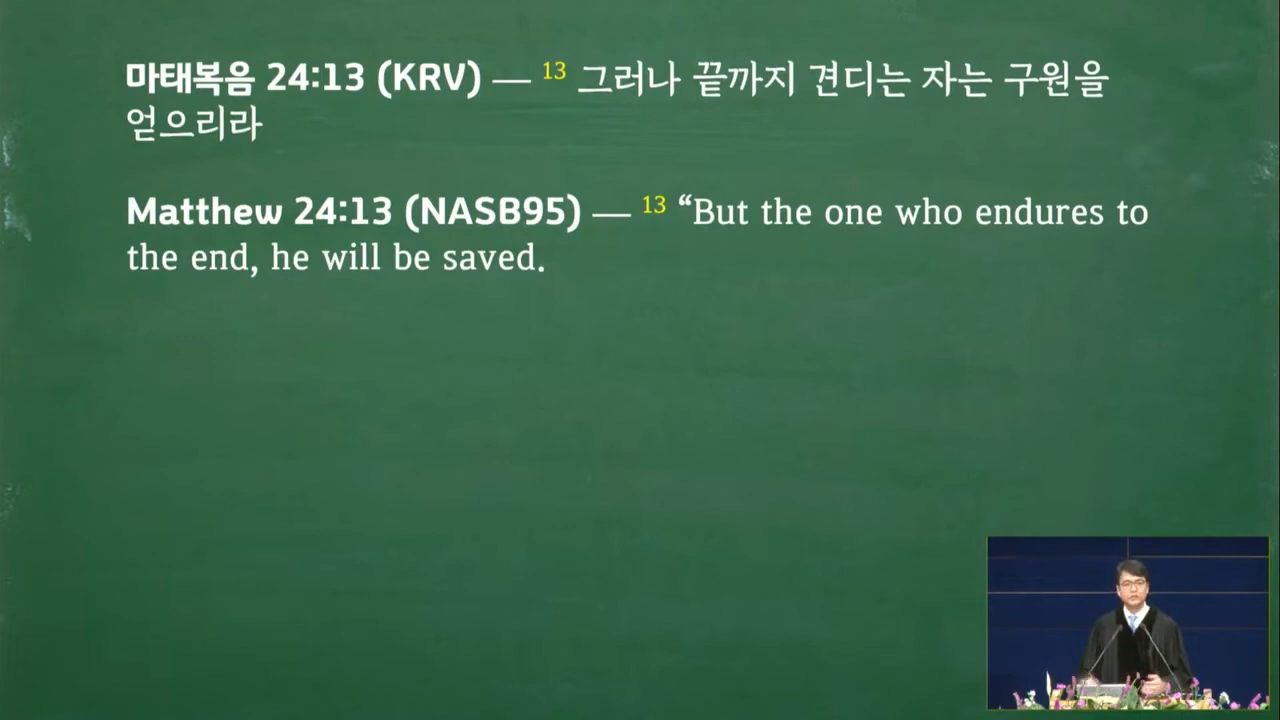 마태복음 24:13 (KRV) — 13 그러나 끝까지 견디는 자는 구원을
얻으리라
Matthew 24:13 (NASB95) — 13 “But the one who endures to
the end, he will be saved.